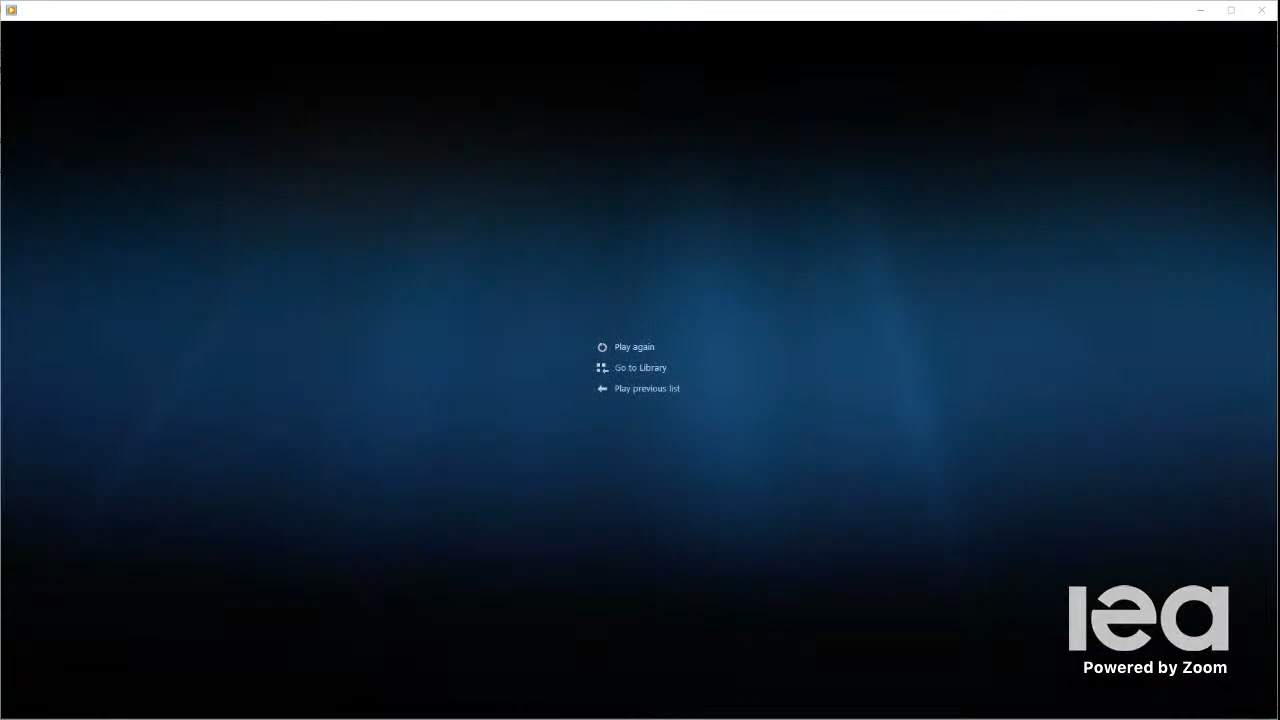 Play again
Go to Library
Play previous list
iea
Powered by Zoom